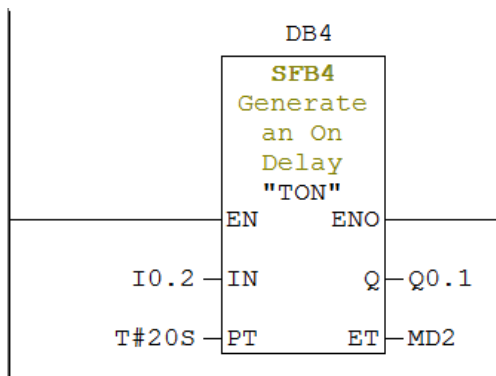 DB4
SFB4
Generate
an On
Delay
"TON"
EN ENO
I0.2 IN Q Q0.1
T#20S PT ET MD2